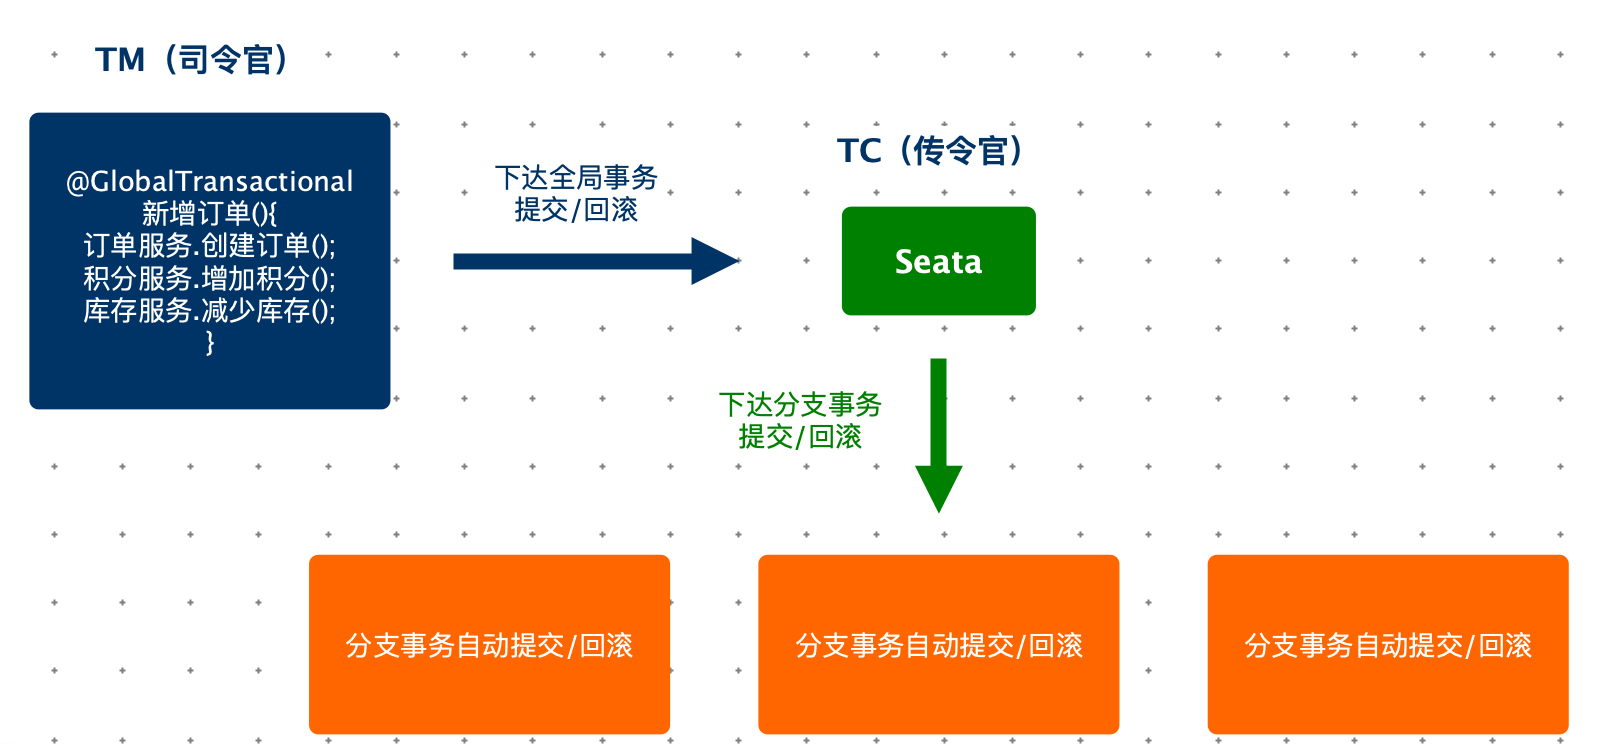 TM（司令官）
@GlobalTransactional
新增订单(){
订单服务.创建订单();
积分服务.增加积分();
库存服务.减少库存();
}
下达全局事务
提交/回滚
TC（传令官）
Seata
下达分支事务
提交/回滚
分支事务自动提交/回滚
分支事务自动提交/回滚
分支事务自动提交/回滚